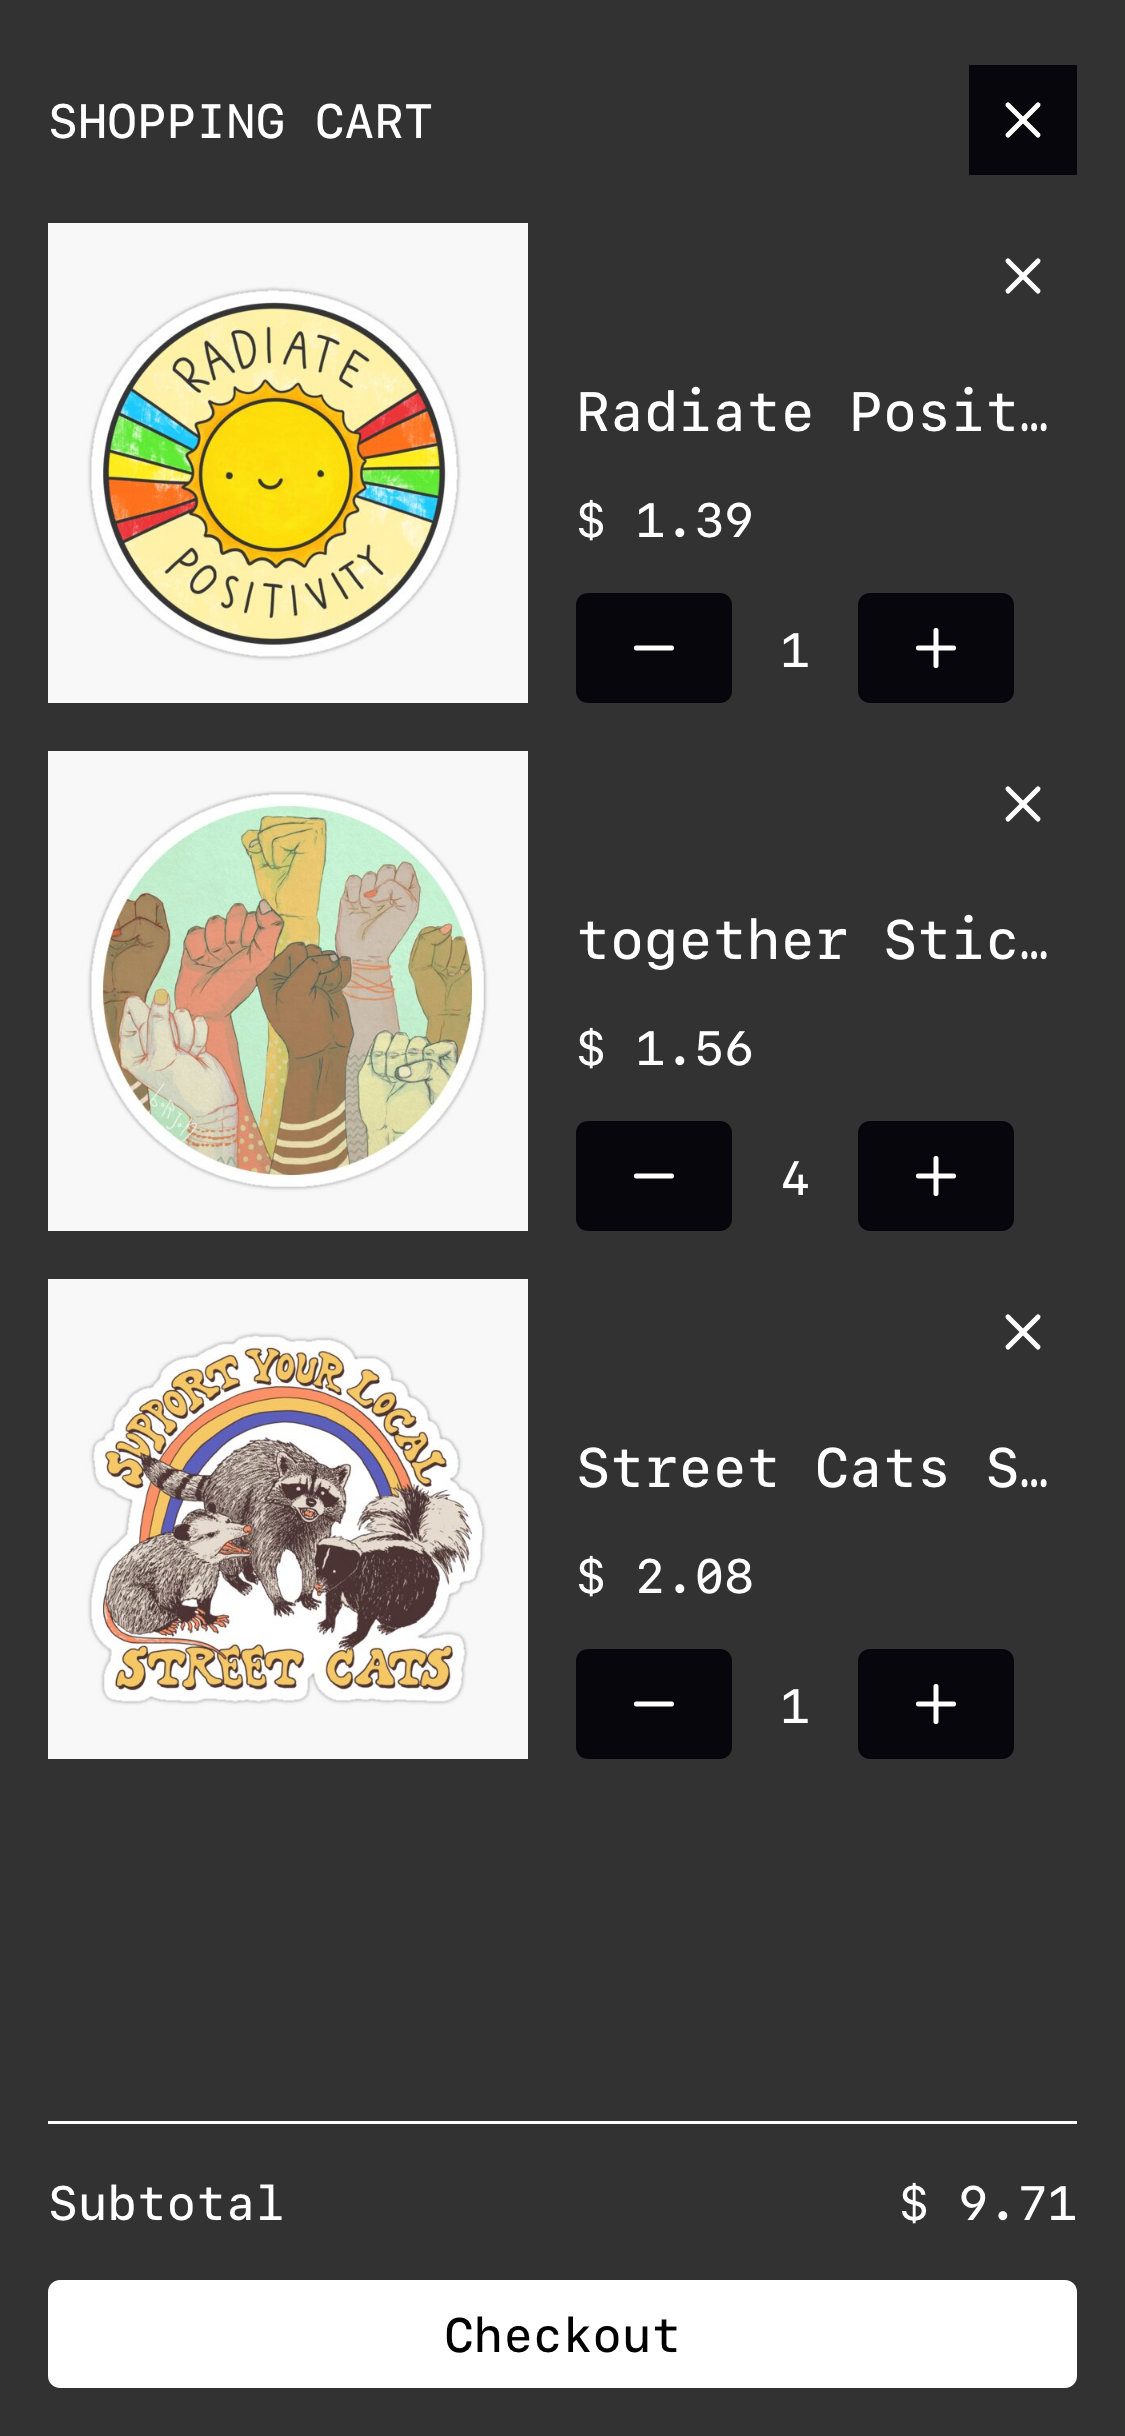 SHOPPING CART
RADIATE
POSITIVITY
Radiate Posit…
$ 1.39
1
together Stic…
$ 1.56
4
SUPPORT YOUR LOCAL
STREET CATS
Street Cats S…
$ 2.08
1
Subtotal
$ 9.71
Checkout